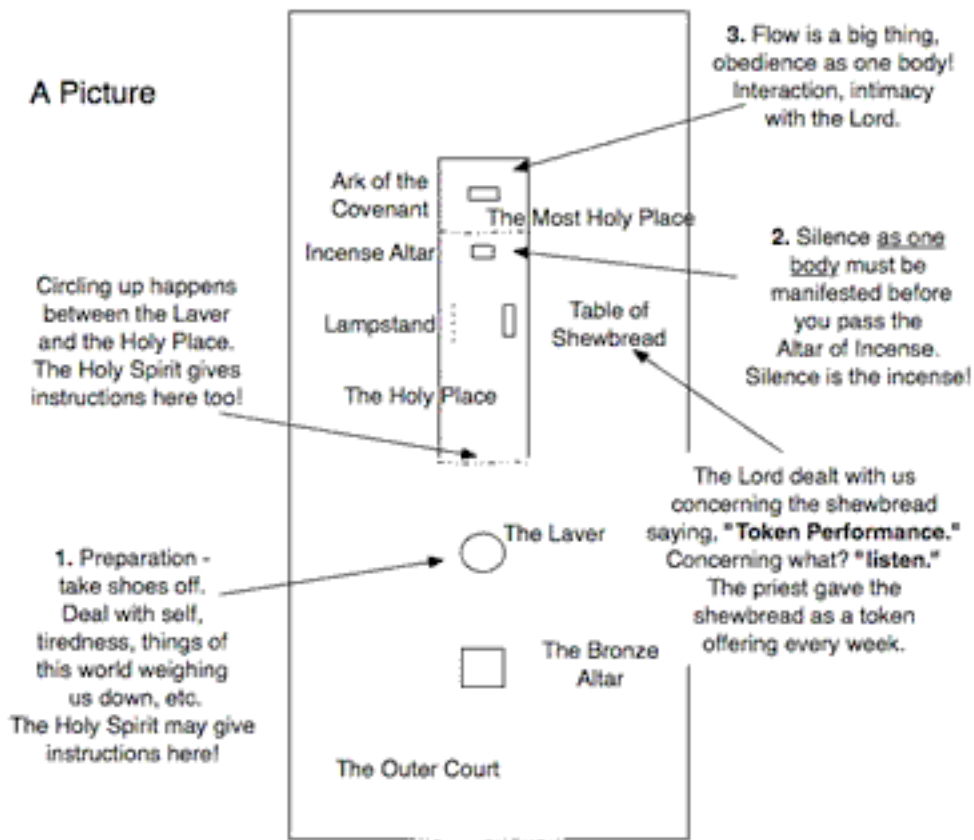 A Picture
3. Flow is a big thing,
obedience as one body!
Interaction, intimacy
with the Lord.
Ark of the
Covenant
The Most Holy Place
Incense Altar
2. Silence as one
body must be
manifested before
you pass the
Altar of Incense.
Silence is the incense!
Circling up happens
between the Laver
and the Holy Place.
The Holy Spirit gives
instructions here too!
Lampstand
Table of
Shewbread
The Holy Place
The Lord dealt with us
concerning the shewbread
saying, "Token Performance."
Concerning what? "listen."
The priest gave the
shewbread as a token
offering every week.
The Laver
1. Preparation -
take shoes off.
Deal with self,
tiredness, things of
this world weighing
us down, etc.
The Holy Spirit may give
instructions here!
The Bronze
Altar
The Outer Court